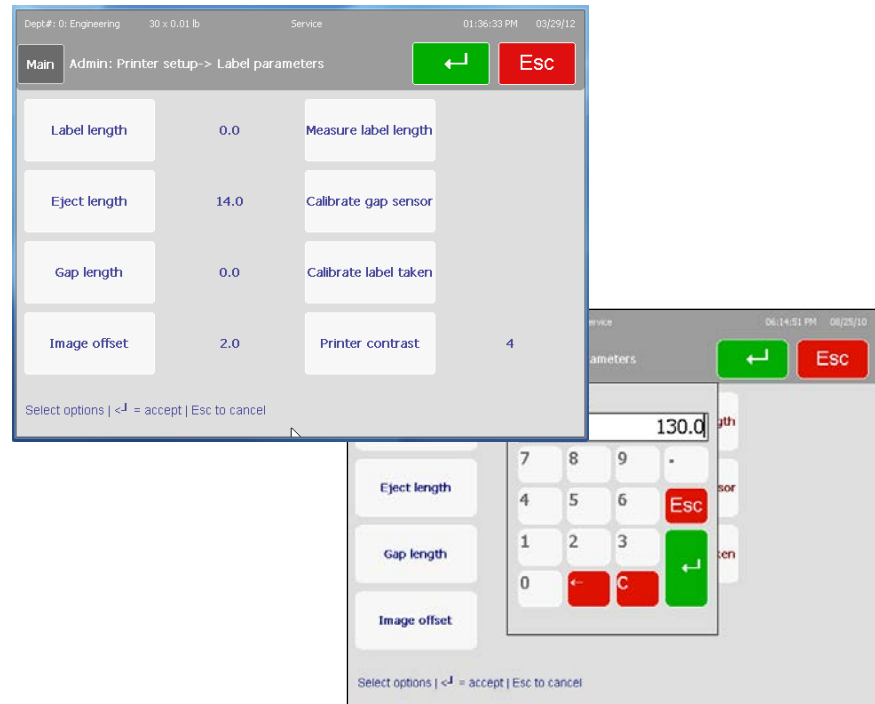 Dept#: 0: Engineering 30 x 0.01 lb Service 01:36:33 PM 03/29/12
Main Admin: Printer setup-> Label parameters Esc
Label length 0.0 Measure label length
Eject length 14.0 Calibrate gap sensor
Gap length 0.0 Calibrate label taken
Image offset 2.0 Printer contrast 4
Select options | <┘ = accept | Esc to cancel
ervice 06:14:51 PM 08/25/10
ameters Esc
130.0 gth
7 8 9 .
Eject length 4 5 6 Esc sor
Gap length 1 2 3 ken
0 ← C
Image offset
Select options | <┘ = accept | Esc to cancel